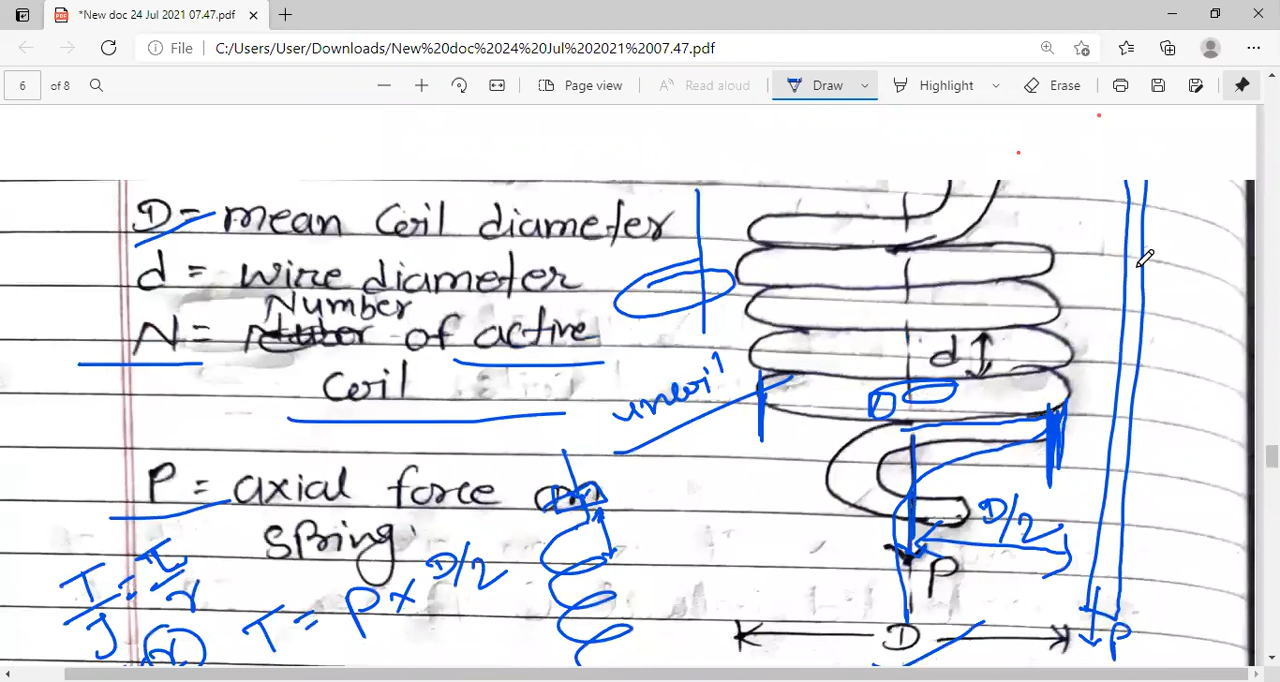 *New doc 24 Jul 2021 07.47.pdf
File C:/Users/User/Downloads/New%20doc%2024%20Jul%202021%2007.47.pdf
6 of 8
Page view
Read aloud
Draw
Highlight
Erase
D = mean Coil diameter
d = wire diameter
Number
N = of active
Coil
P = axial force on
spring.
T/J = τ/r
(r)
T = P × D/2
uncoil
d
D
D/2
P
D
P